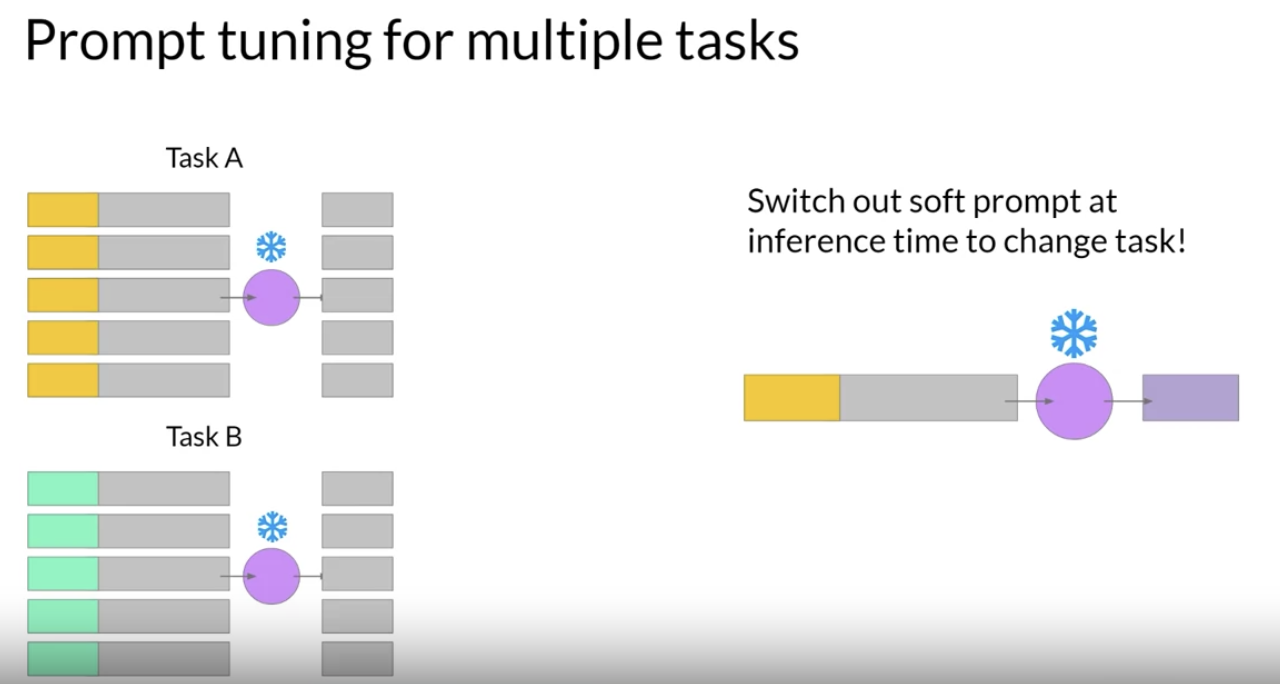 Prompt tuning for multiple tasks
Task A
Switch out soft prompt at
inference time to change task!
Task B